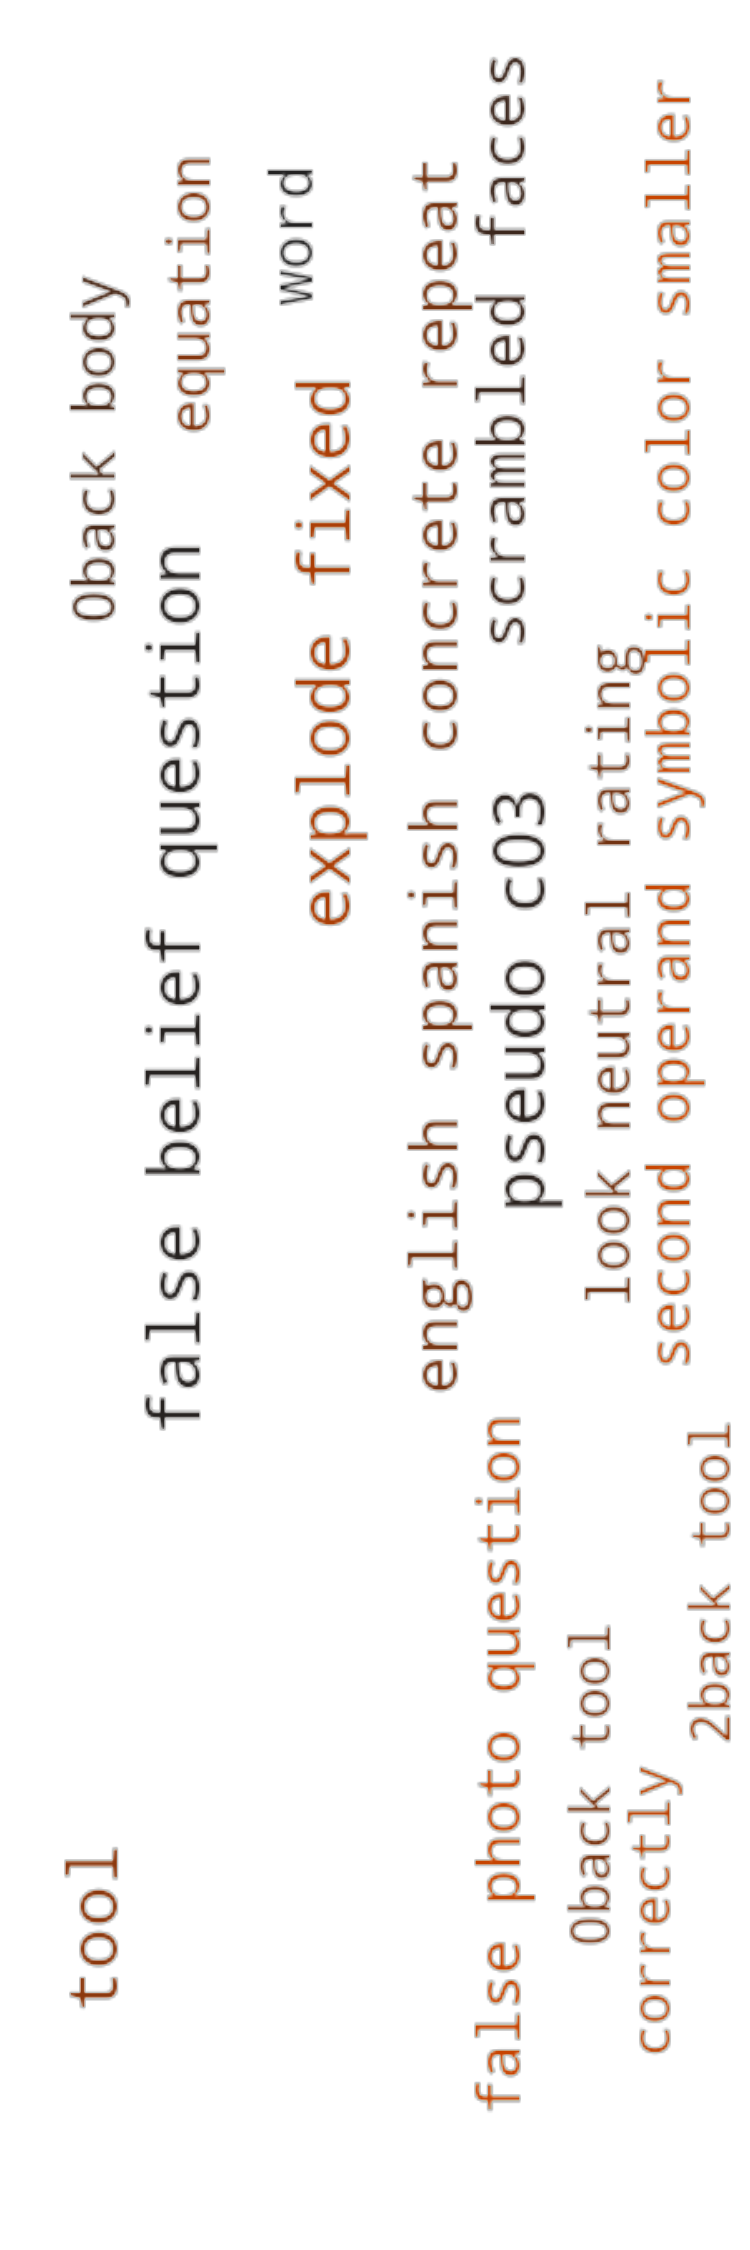 0back body
tool
false belief question
equation
word
explode fixed
english spanish concrete repeat
scrambled faces
false photo question
pseudo c03
0back tool
look neutral rating
correctly
second operand symbolic color smaller
2back tool